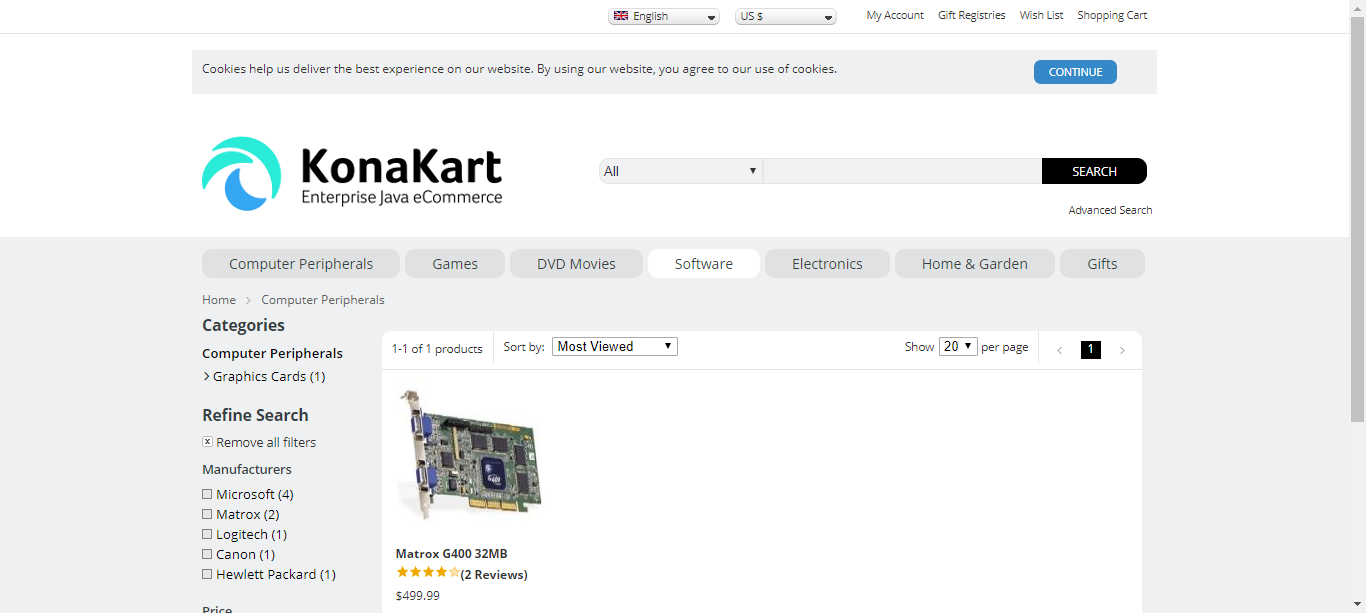 English
US $
My Account
Gift Registries
Wish List
Shopping Cart
Cookies help us deliver the best experience on our website. By using our website, you agree to our use of cookies.
CONTINUE
KonaKart
Enterprise Java eCommerce
All
SEARCH
Advanced Search
Computer Peripherals
Games
DVD Movies
Software
Electronics
Home & Garden
Gifts
Home > Computer Peripherals
Categories
Computer Peripherals
> Graphics Cards (1)
Refine Search
x Remove all filters
Manufacturers
Microsoft (4)
Matrox (2)
Logitech (1)
Canon (1)
Hewlett Packard (1)
Price
1-1 of 1 products
Sort by: Most Viewed
Show 20 per page
< 1 >
G400
Matrox G400 32MB
(2 Reviews)
$499.99